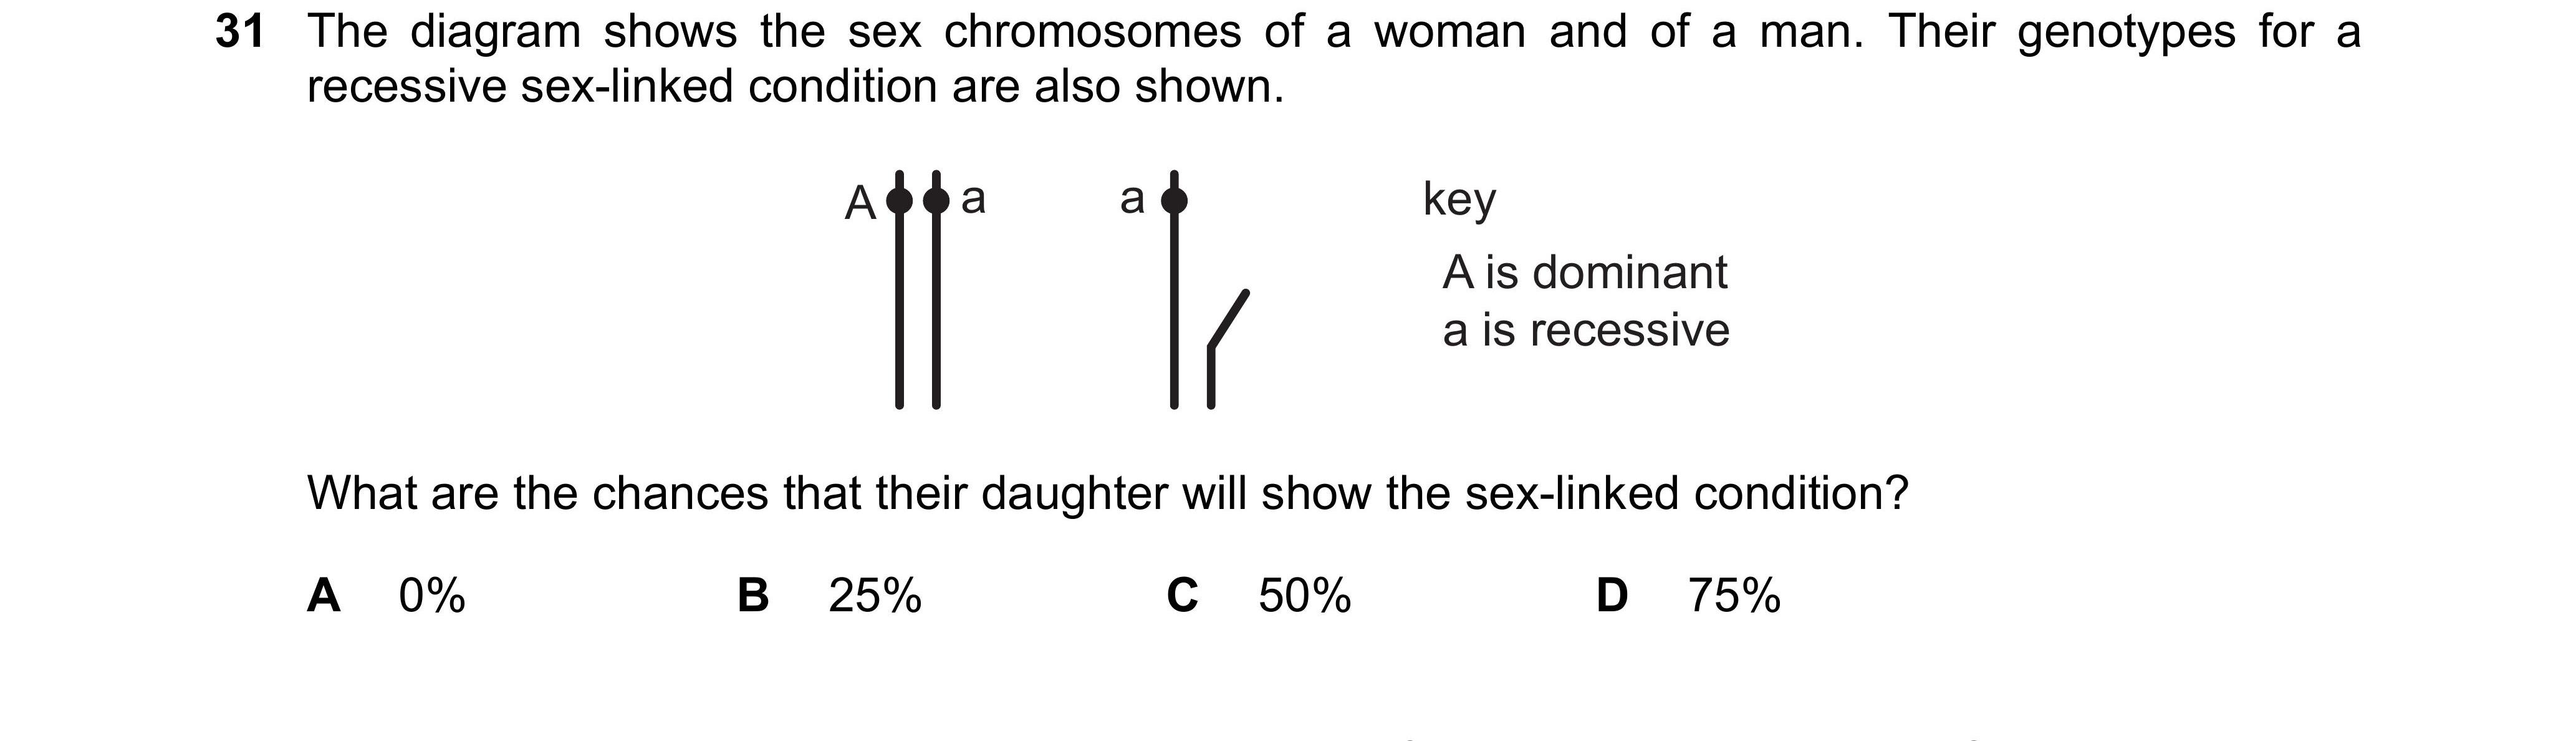 31 The diagram shows the sex chromosomes of a woman and of a man. Their genotypes for a
recessive sex-linked condition are also shown.
A a a key
A is dominant
a is recessive
What are the chances that their daughter will show the sex-linked condition?
A 0% B 25% C 50% D 75%